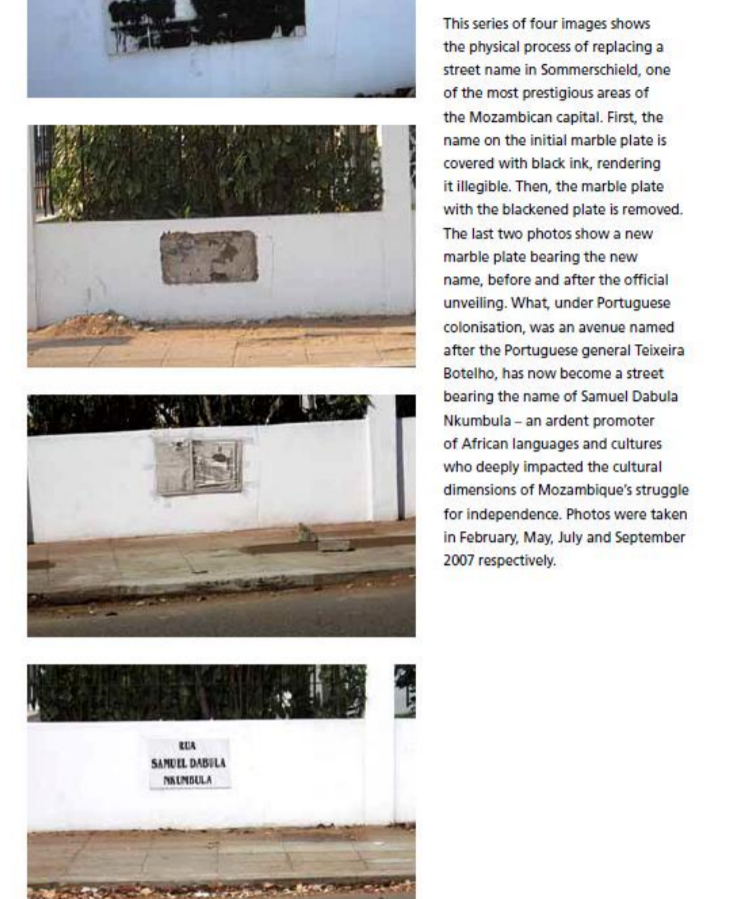 This series of four images shows
the physical process of replacing a
street name in Sommerschield, one
of the most prestigious areas of
the Mozambican capital. First, the
name on the initial marble plate is
covered with black ink, rendering
it illegible. Then, the marble plate
with the blackened plate is removed.
The last two photos show a new
marble plate bearing the new
name, before and after the official
unveiling. What, under Portuguese
colonisation, was an avenue named
after the Portuguese general Teixeira
Botelho, has now become a street
bearing the name of Samuel Dabula
Nkumbula – an ardent promoter
of African languages and cultures
who deeply impacted the cultural
dimensions of Mozambique's struggle
for independence. Photos were taken
in February, May, July and September
2007 respectively.
RUA
SAMUEL DABULA
NKUMBULA